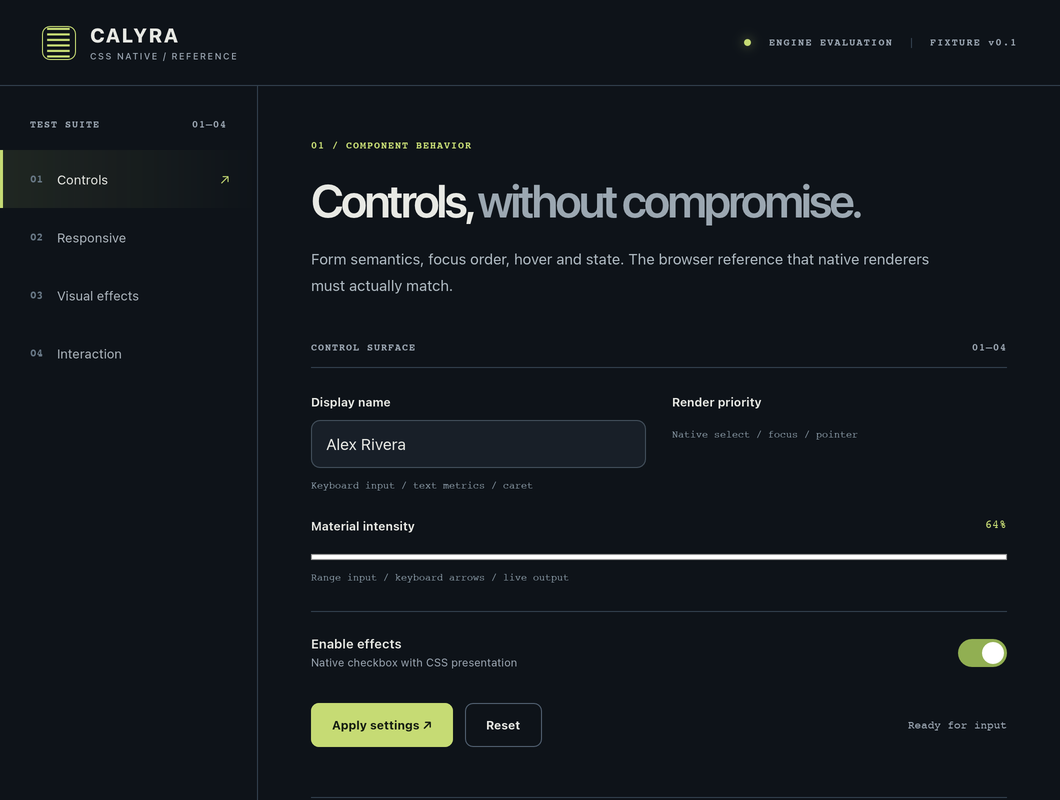 CALYRA
CSS NATIVE / REFERENCE
ENGINE EVALUATION | FIXTURE v0.1
TEST SUITE 01—04
01 Controls ↗
02 Responsive
03 Visual effects
04 Interaction
01 / COMPONENT BEHAVIOR
Controls, without compromise.
Form semantics, focus order, hover and state. The browser reference that native renderers
must actually match.
CONTROL SURFACE 01—04
Display name
Alex Rivera
Keyboard input / text metrics / caret
Render priority
Native select / focus / pointer
Material intensity 64%
Range input / keyboard arrows / live output
Enable effects
Native checkbox with CSS presentation
Apply settings ↗ Reset Ready for input